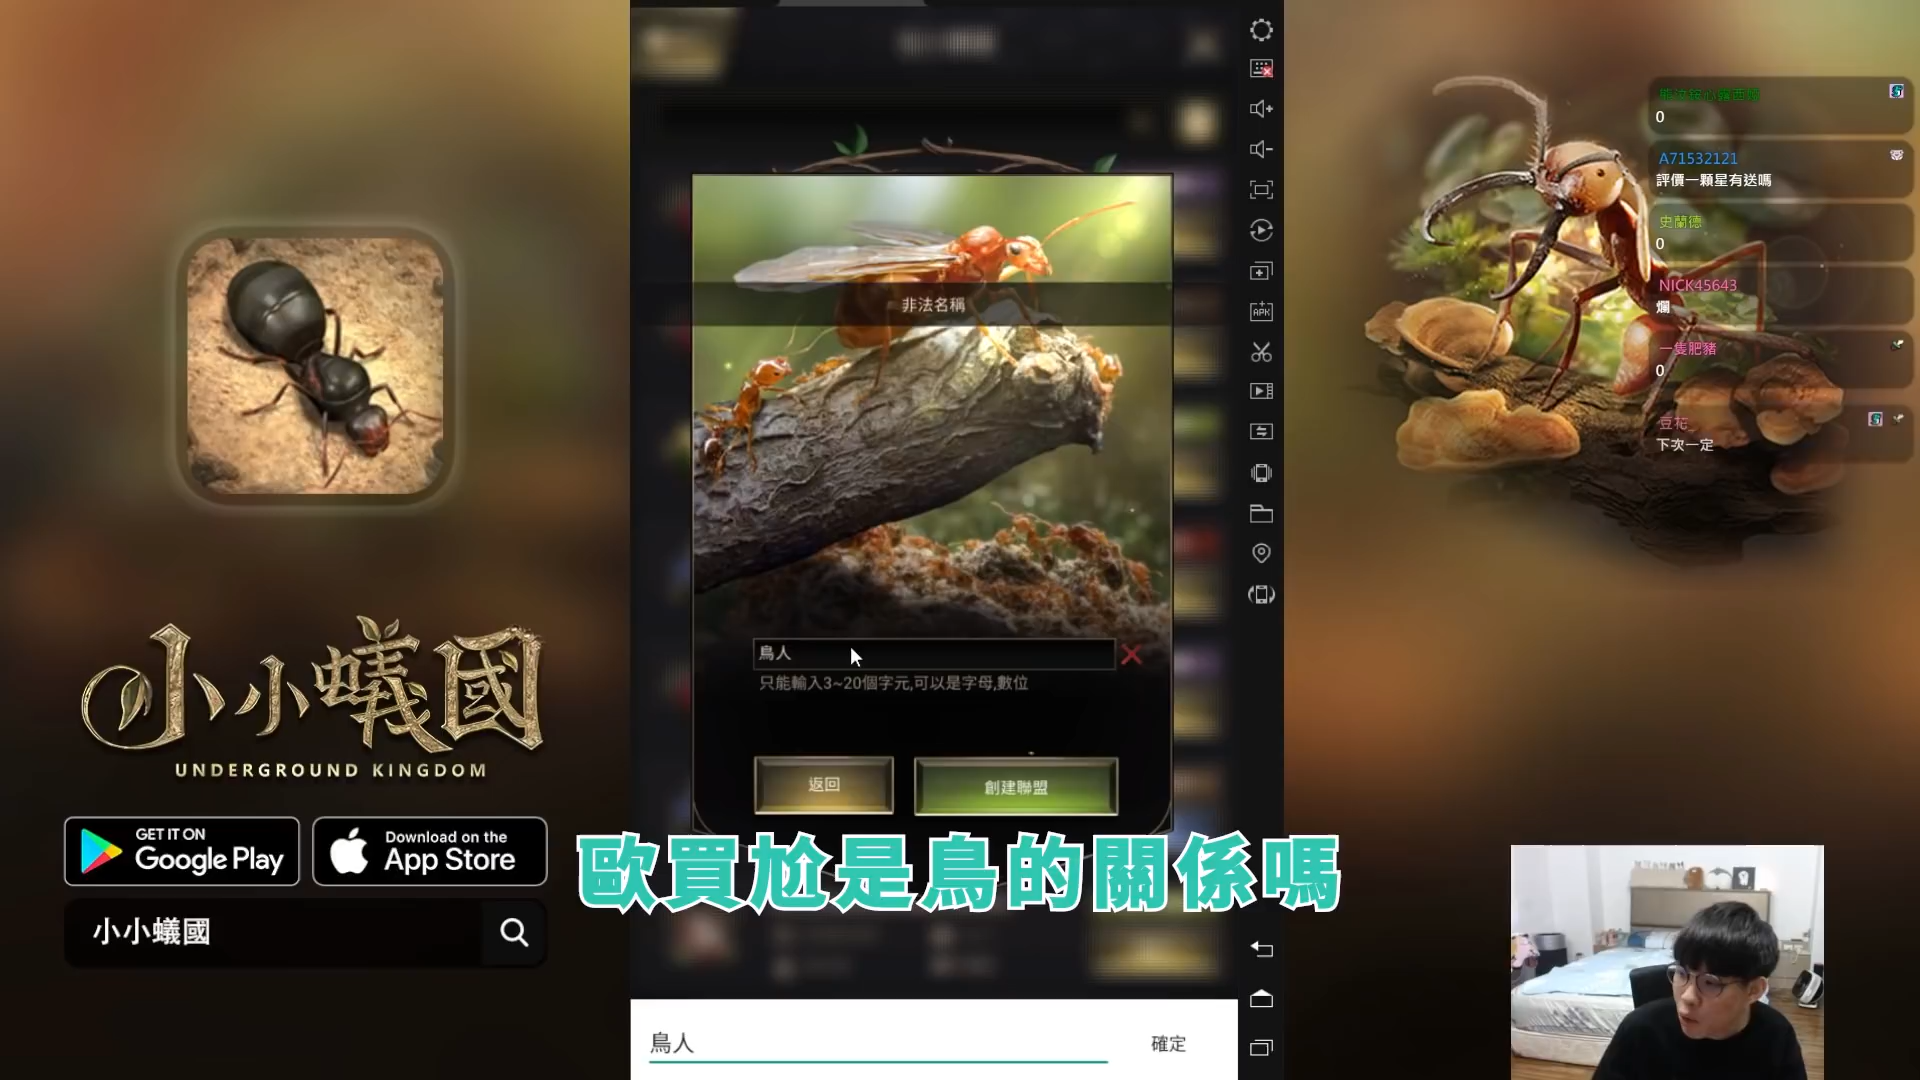 小小蟻國
UNDERGROUND KINGDOM
GET IT ON
Google Play
Download on the
App Store
小小蟻國
非法名稱
鳥人
只能輸入3~20個字元,可以是字母,數位
返回
創建聯盟
歐買尬是鳥的關係嗎
鳥人
確定
APK
0
A71532121
評價一顆星有送嗎
史蘭德
0
NICK45643
爛
一隻肥豬
0
豆花_
下次一定